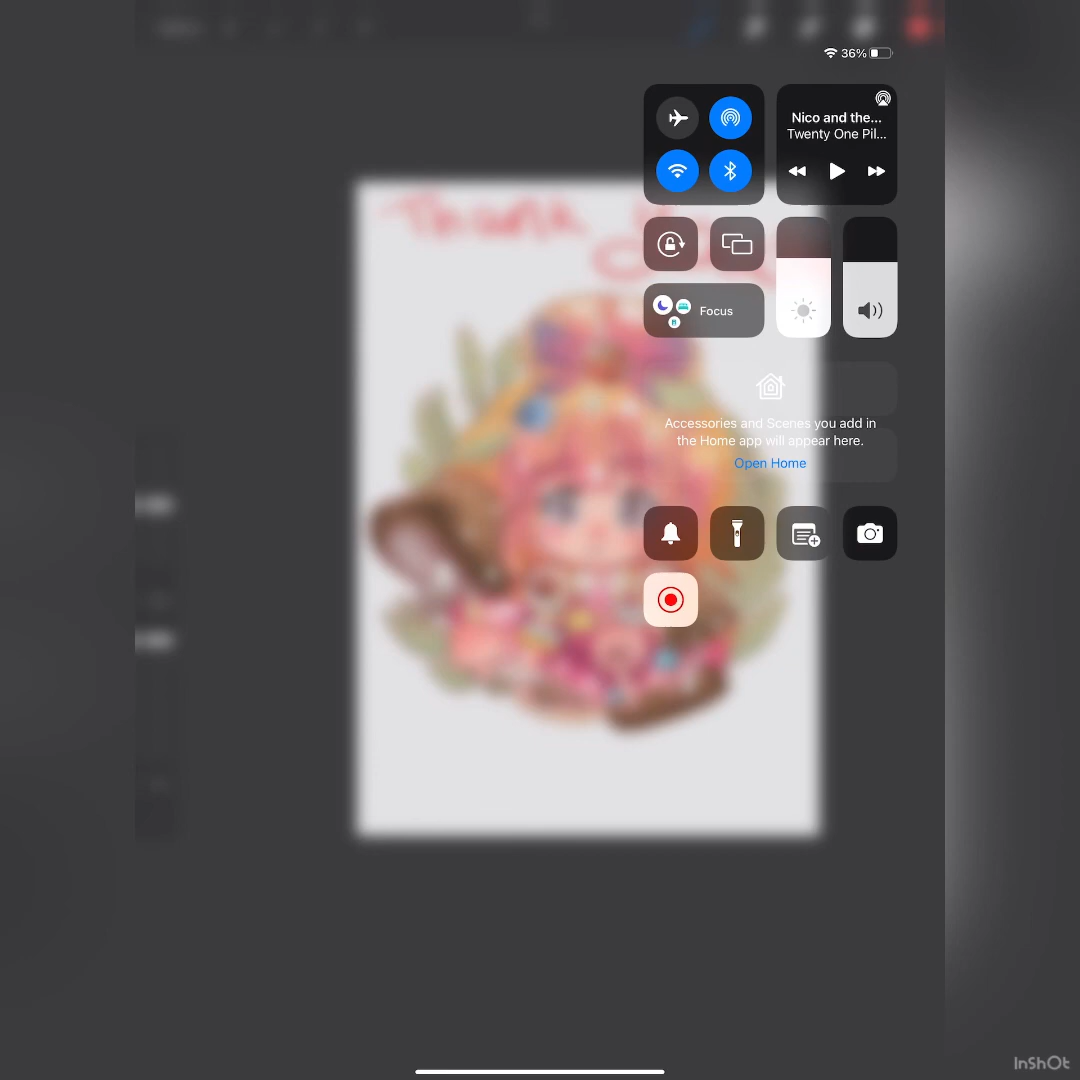 36%
Nico and the...
Twenty One Pil...
Focus
Accessories and Scenes you add in
the Home app will appear here.
Open Home
Thank
InShOt